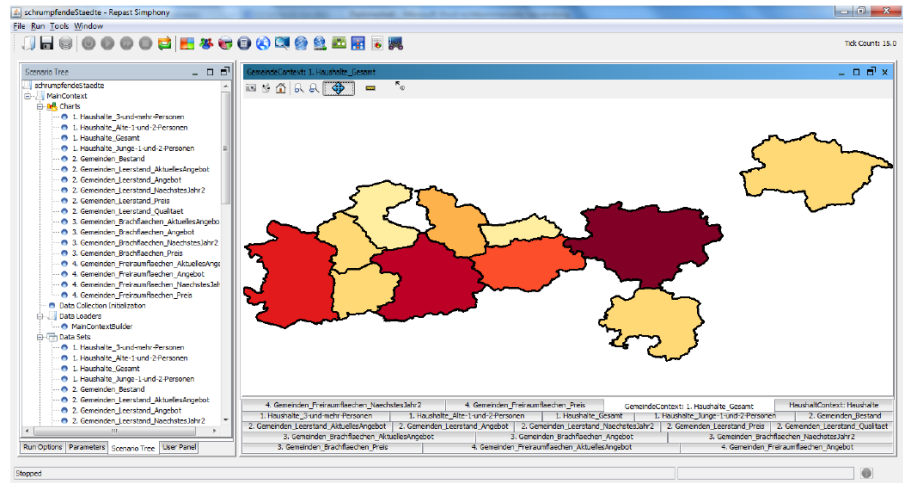 schrumpfendeStaedte - Repast Simphony
File Run Tools Window
Tick Count: 15.0
Scenario Tree
schrumpfendeStaedte
MainContext
Charts
1. Haushalte_3-und-mehr-Personen
1. Haushalte_Alte-1-und-2-Personen
1. Haushalte_Gesamt
1. Haushalte_Junge-1-und-2-Personen
2. Gemeinden_Bestand
2. Gemeinden_Leerstand_AktuellesAngebot
2. Gemeinden_Leerstand_Angebot
2. Gemeinden_Leerstand_NaechstesJahr2
2. Gemeinden_Leerstand_Preis
2. Gemeinden_Leerstand_Qualitaet
3. Gemeinden_Brachflaechen_AktuellesAngebo
3. Gemeinden_Brachflaechen_Angebot
3. Gemeinden_Brachflaechen_NaechstesJahr2
3. Gemeinden_Brachflaechen_Preis
4. Gemeinden_Freiraumflaechen_AktuellesAnge
4. Gemeinden_Freiraumflaechen_Angebot
4. Gemeinden_Freiraumflaechen_NaechstesJah
4. Gemeinden_Freiraumflaechen_Preis
Data Collection Initialization
Data Loaders
MainContextBuilder
Data Sets
1. Haushalte_3-und-mehr-Personen
1. Haushalte_Alte-1-und-2-Personen
1. Haushalte_Gesamt
1. Haushalte_Junge-1-und-2-Personen
2. Gemeinden_Bestand
2. Gemeinden_Leerstand_AktuellesAngebot
2. Gemeinden_Leerstand_Angebot
2. Gemeinden_Leerstand_NaechstesJahr2
Run Options Parameters Scenario Tree User Panel
GemeindeContext: 1. Haushalte_Gesamt
4. Gemeinden_Freiraumflaechen_NaechstesJahr2 4. Gemeinden_Freiraumflaechen_Preis GemeindeContext: 1. Haushalte_Gesamt HaushaltContext: Haushalte
1. Haushalte_3-und-mehr-Personen 1. Haushalte_Alte-1-und-2-Personen 1. Haushalte_Gesamt 1. Haushalte_Junge-1-und-2-Personen 2. Gemeinden_Bestand
2. Gemeinden_Leerstand_AktuellesAngebot 2. Gemeinden_Leerstand_Angebot 2. Gemeinden_Leerstand_NaechstesJahr2 2. Gemeinden_Leerstand_Preis 2. Gemeinden_Leerstand_Qualitaet
3. Gemeinden_Brachflaechen_AktuellesAngebot 3. Gemeinden_Brachflaechen_Angebot 3. Gemeinden_Brachflaechen_NaechstesJahr2
3. Gemeinden_Brachflaechen_Preis 4. Gemeinden_Freiraumflaechen_AktuellesAngebot 4. Gemeinden_Freiraumflaechen_Angebot
Stopped